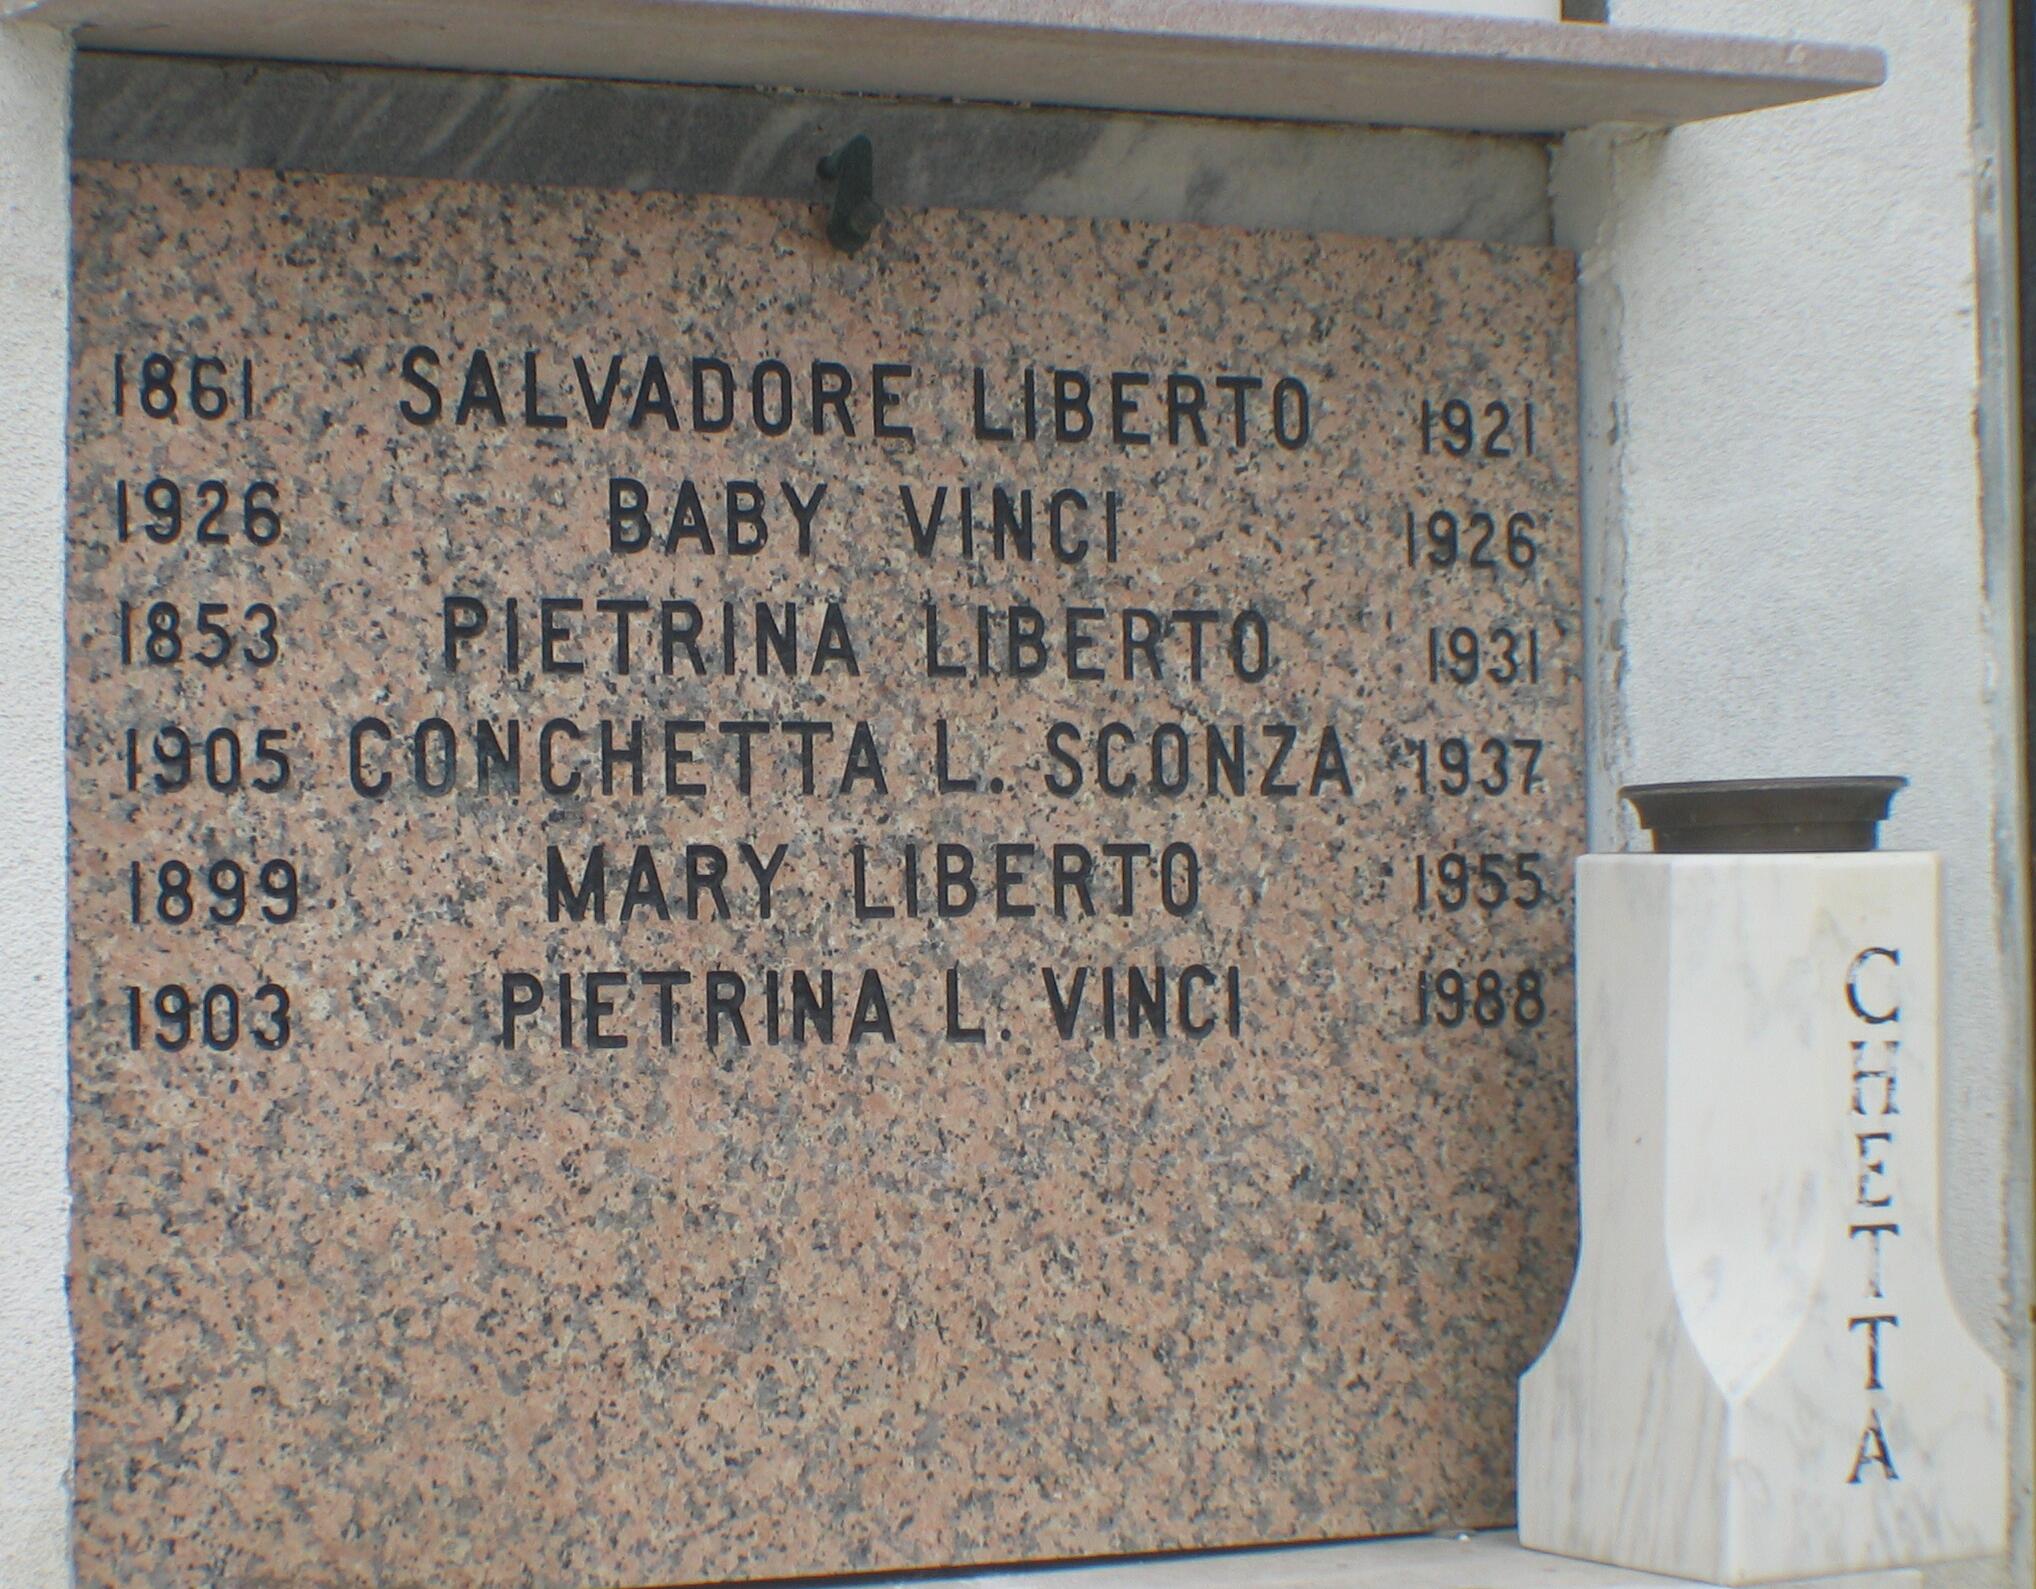 1861 SALVADORE LIBERTO 1921
1926 BABY VINCI 1926
1853 PIETRINA LIBERTO 1931
1905 CONCHETTA L. SCONZA 1937
1899 MARY LIBERTO 1955
1903 PIETRINA L. VINCI 1988
CHETTA